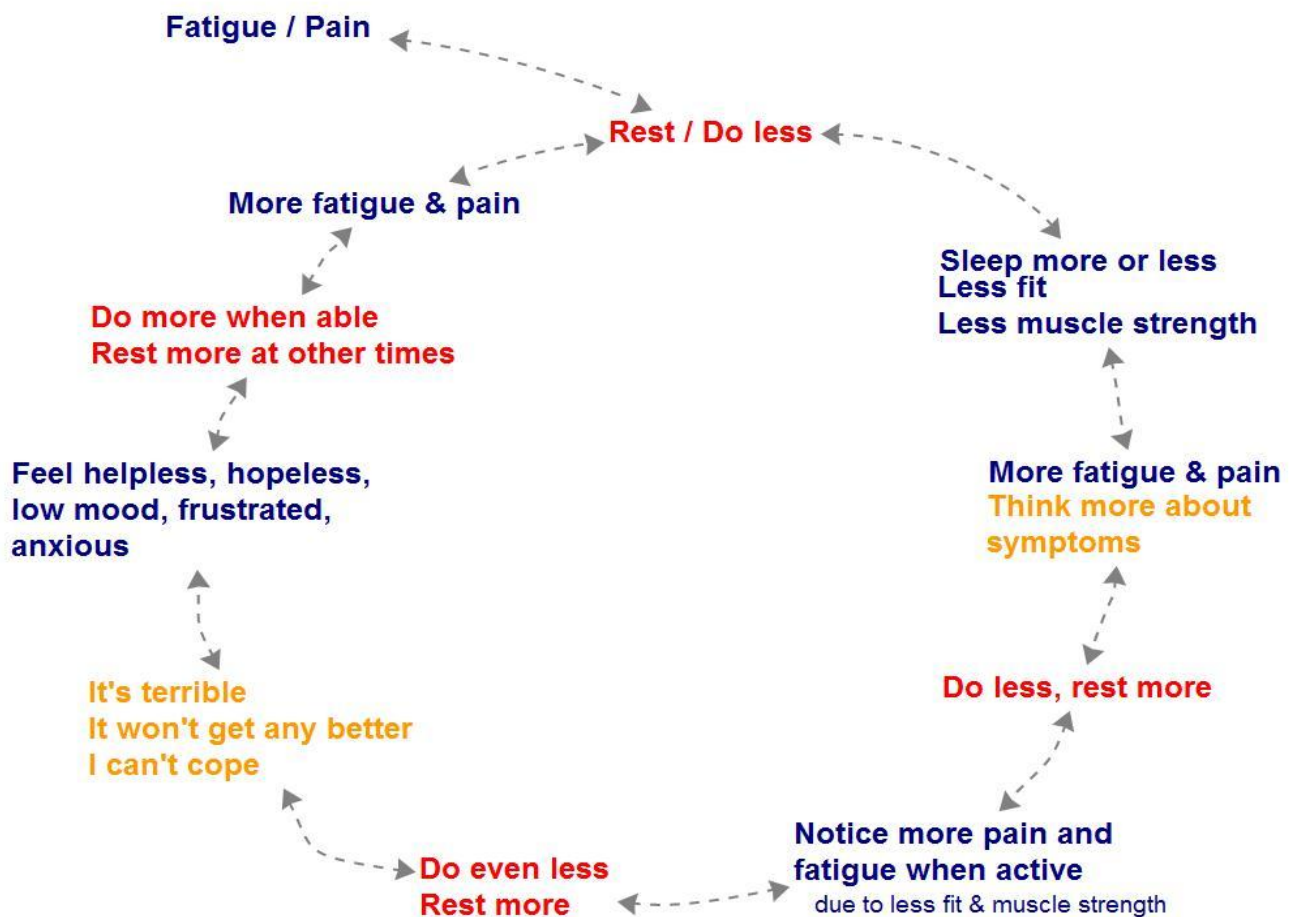 Fatigue / Pain
Rest / Do less
Sleep more or less
Less fit
Less muscle strength
More fatigue & pain
Think more about
symptoms
Do less, rest more
Notice more pain and
fatigue when active
due to less fit & muscle strength
Do even less
Rest more
It's terrible
It won't get any better
I can't cope
Feel helpless, hopeless,
low mood, frustrated,
anxious
Do more when able
Rest more at other times
More fatigue & pain